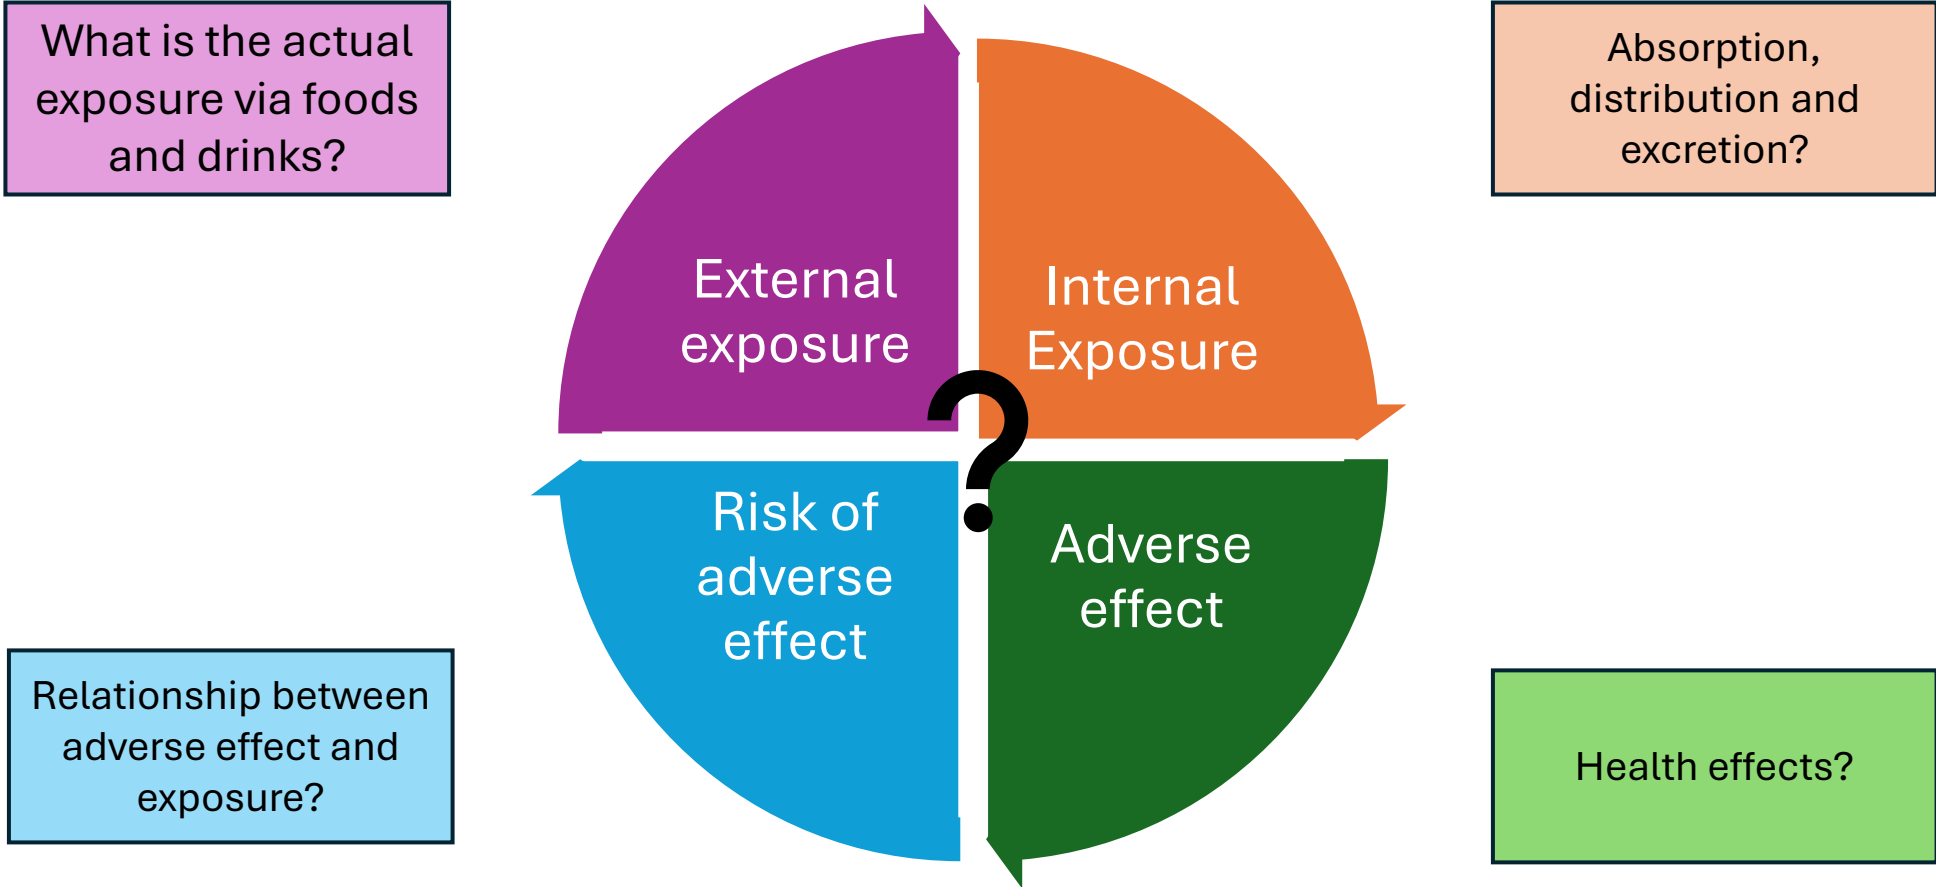 What is the actual
exposure via foods
and drinks?
Absorption,
distribution and
excretion?
External
exposure
Internal
Exposure
?
Risk of
adverse
effect
Adverse
effect
Relationship between
adverse effect and
exposure?
Health effects?